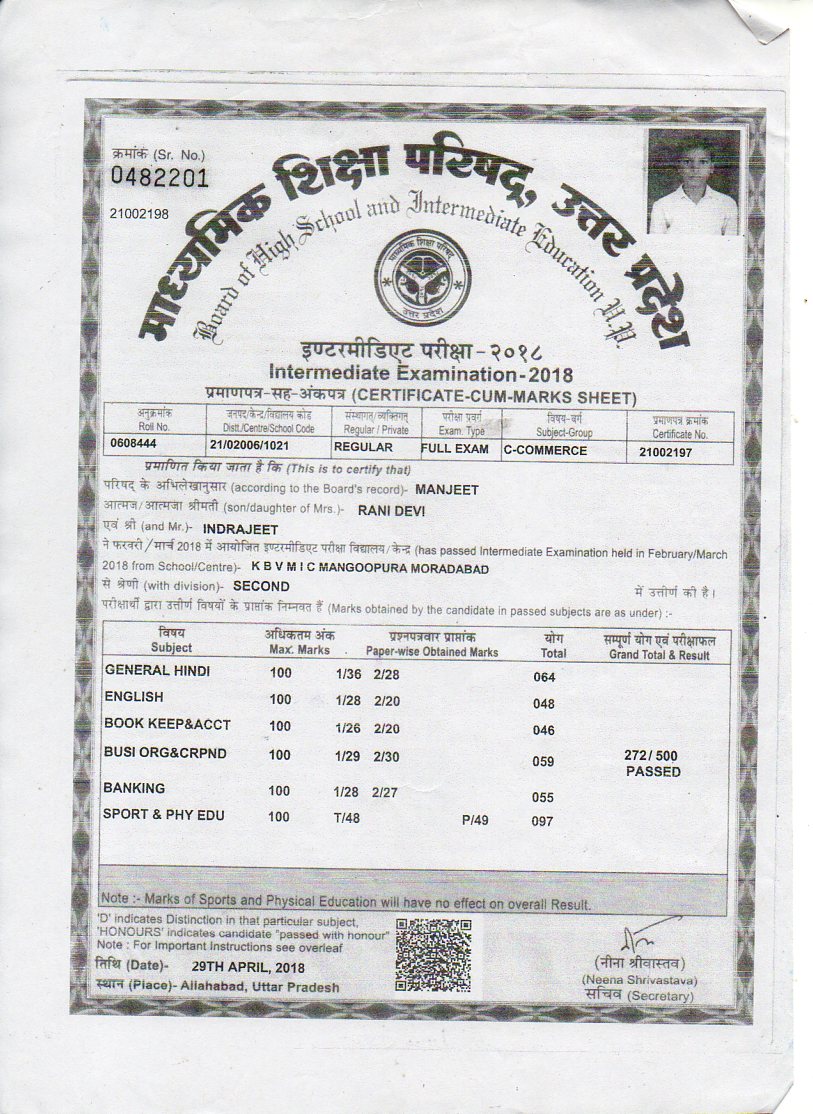 क्रमांक (Sr. No.)
0482201
21002198
माध्यमिक शिक्षा परिषद्, उत्तर प्रदेश
Board of High School and Intermediate Education U.P.
माध्यमिक शिक्षा परिषद्
उत्तर प्रदेश
इण्टरमीडिएट परीक्षा-२०१८
Intermediate Examination-2018
प्रमाणपत्र-सह-अंकपत्र (CERTIFICATE-CUM-MARKS SHEET)
अनुक्रमांक जनपद/केन्द्र/विद्यालय कोड संस्थागत/व्यक्तिगत परीक्षा प्रवर्ग विषय-वर्ग प्रमाणपत्र क्रमांक
Roll No. Distt./Centre/School Code Regular / Private Exam. Type Subject-Group Certificate No.
0608444 21/02006/1021 REGULAR FULL EXAM C-COMMERCE 21002197
प्रमाणित किया जाता है कि (This is to certify that)
परिषद् के अभिलेखानुसार (according to the Board's record)- MANJEET
आत्मज/आत्मजा श्रीमती (son/daughter of Mrs.)- RANI DEVI
एवं श्री (and Mr.)- INDRAJEET
ने फरवरी/मार्च 2018 में आयोजित इण्टरमीडिएट परीक्षा विद्यालय/केन्द्र (has passed Intermediate Examination held in February/March
2018 from School/Centre)- K B V M I C MANGOOPURA MORADABAD
से श्रेणी (with division)- SECOND में उत्तीर्ण की है।
परीक्षार्थी द्वारा उत्तीर्ण विषयों के प्राप्तांक निम्नवत हैं (Marks obtained by the candidate in passed subjects are as under) :-
विषय अधिकतम अंक प्रश्नपत्रवार प्राप्तांक योग सम्पूर्ण योग एवं परीक्षाफल
Subject Max. Marks Paper-wise Obtained Marks Total Grand Total & Result
GENERAL HINDI 100 1/36 2/28 064
ENGLISH 100 1/28 2/20 048
BOOK KEEP&ACCT 100 1/26 2/20 046
BUSI ORG&CRPND 100 1/29 2/30 059 272/500
PASSED
BANKING 100 1/28 2/27 055
SPORT & PHY EDU 100 T/48 P/49 097
Note :- Marks of Sports and Physical Education will have no effect on overall Result.
'D' indicates Distinction in that particular subject,
'HONOURS' indicates candidate "passed with honour"
Note : For Important Instructions see overleaf
तिथि (Date)- 29TH APRIL, 2018
स्थान (Place)- Allahabad, Uttar Pradesh
(नीना श्रीवास्तव)
(Neena Shrivastava)
सचिव (Secretary)